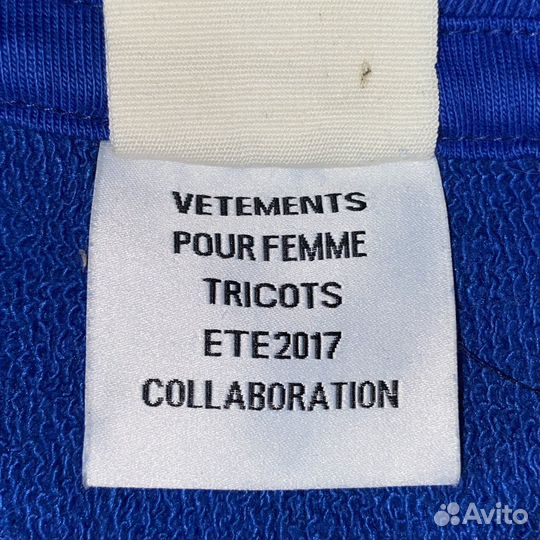 VETEMENTS
POUR FEMME
TRICOTS
ETE2017
COLLABORATION
Avito